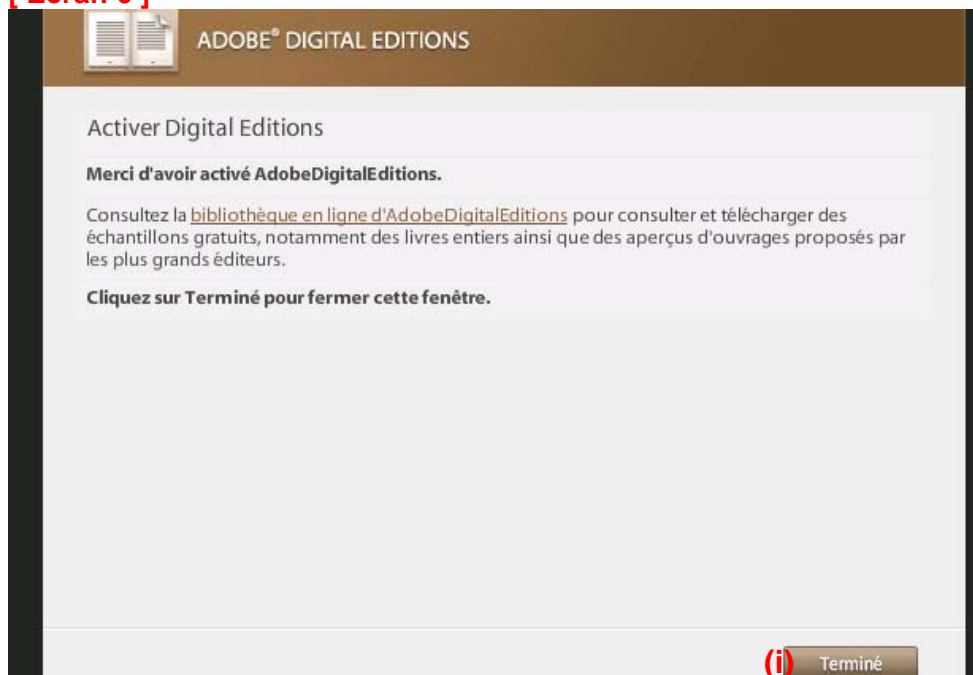 ADOBE® DIGITAL EDITIONS
Activer Digital Editions
Merci d'avoir activé AdobeDigitalEditions.
Consultez la bibliothèque en ligne d'AdobeDigitalEditions pour consulter et télécharger des
échantillons gratuits, notamment des livres entiers ainsi que des aperçus d'ouvrages proposés par
les plus grands éditeurs.
Cliquez sur Terminé pour fermer cette fenêtre.
(i) Terminé